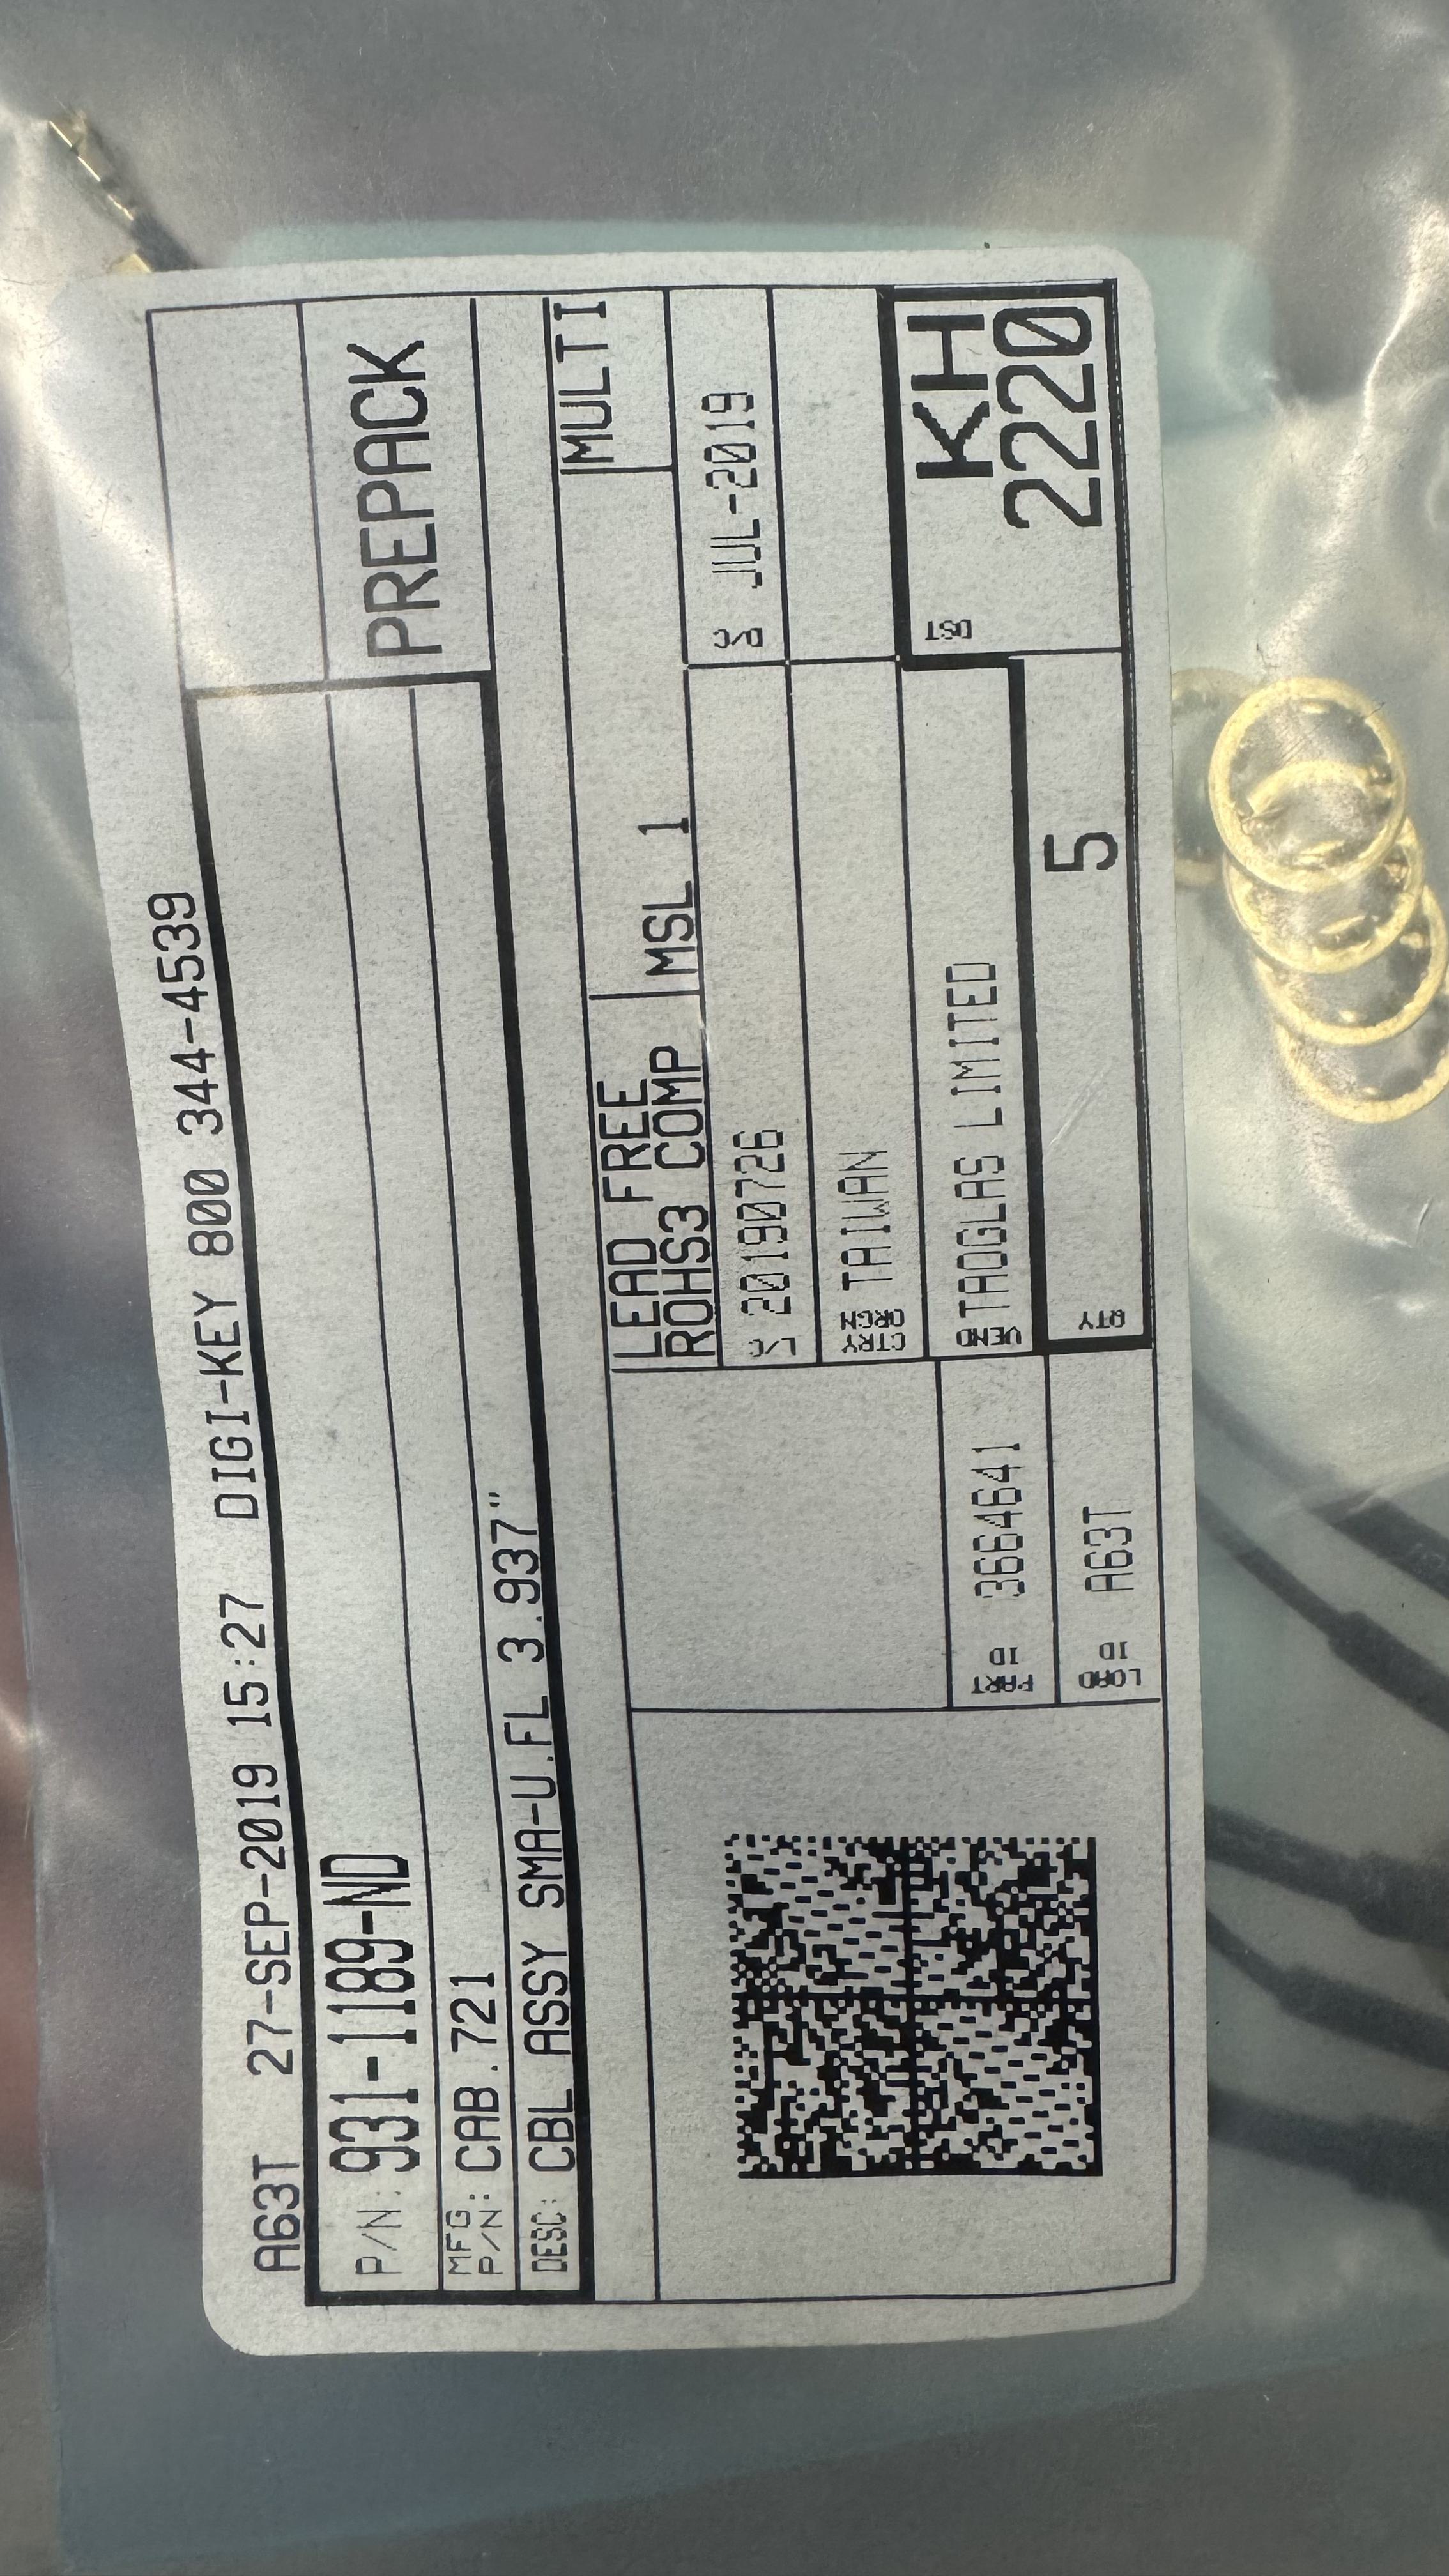 A63T 27-SEP-2019 15:27 DIGI-KEY 800 344-4539
P/N: 931-1189-ND
PREPACK
MFG P/N: CAB.721
DESC: CBL ASSY SMA-U.FL 3.937"
LEAD FREE
ROHS3 COMP
MSL 1
MULTI
L/C 20190726
D/C JUL-2019
CTRY ORGN TAIWAN
PART ID 3664641
VEND TAOGLAS LIMITED
LOAD ID A63T
QTY 5
DST KH
2220